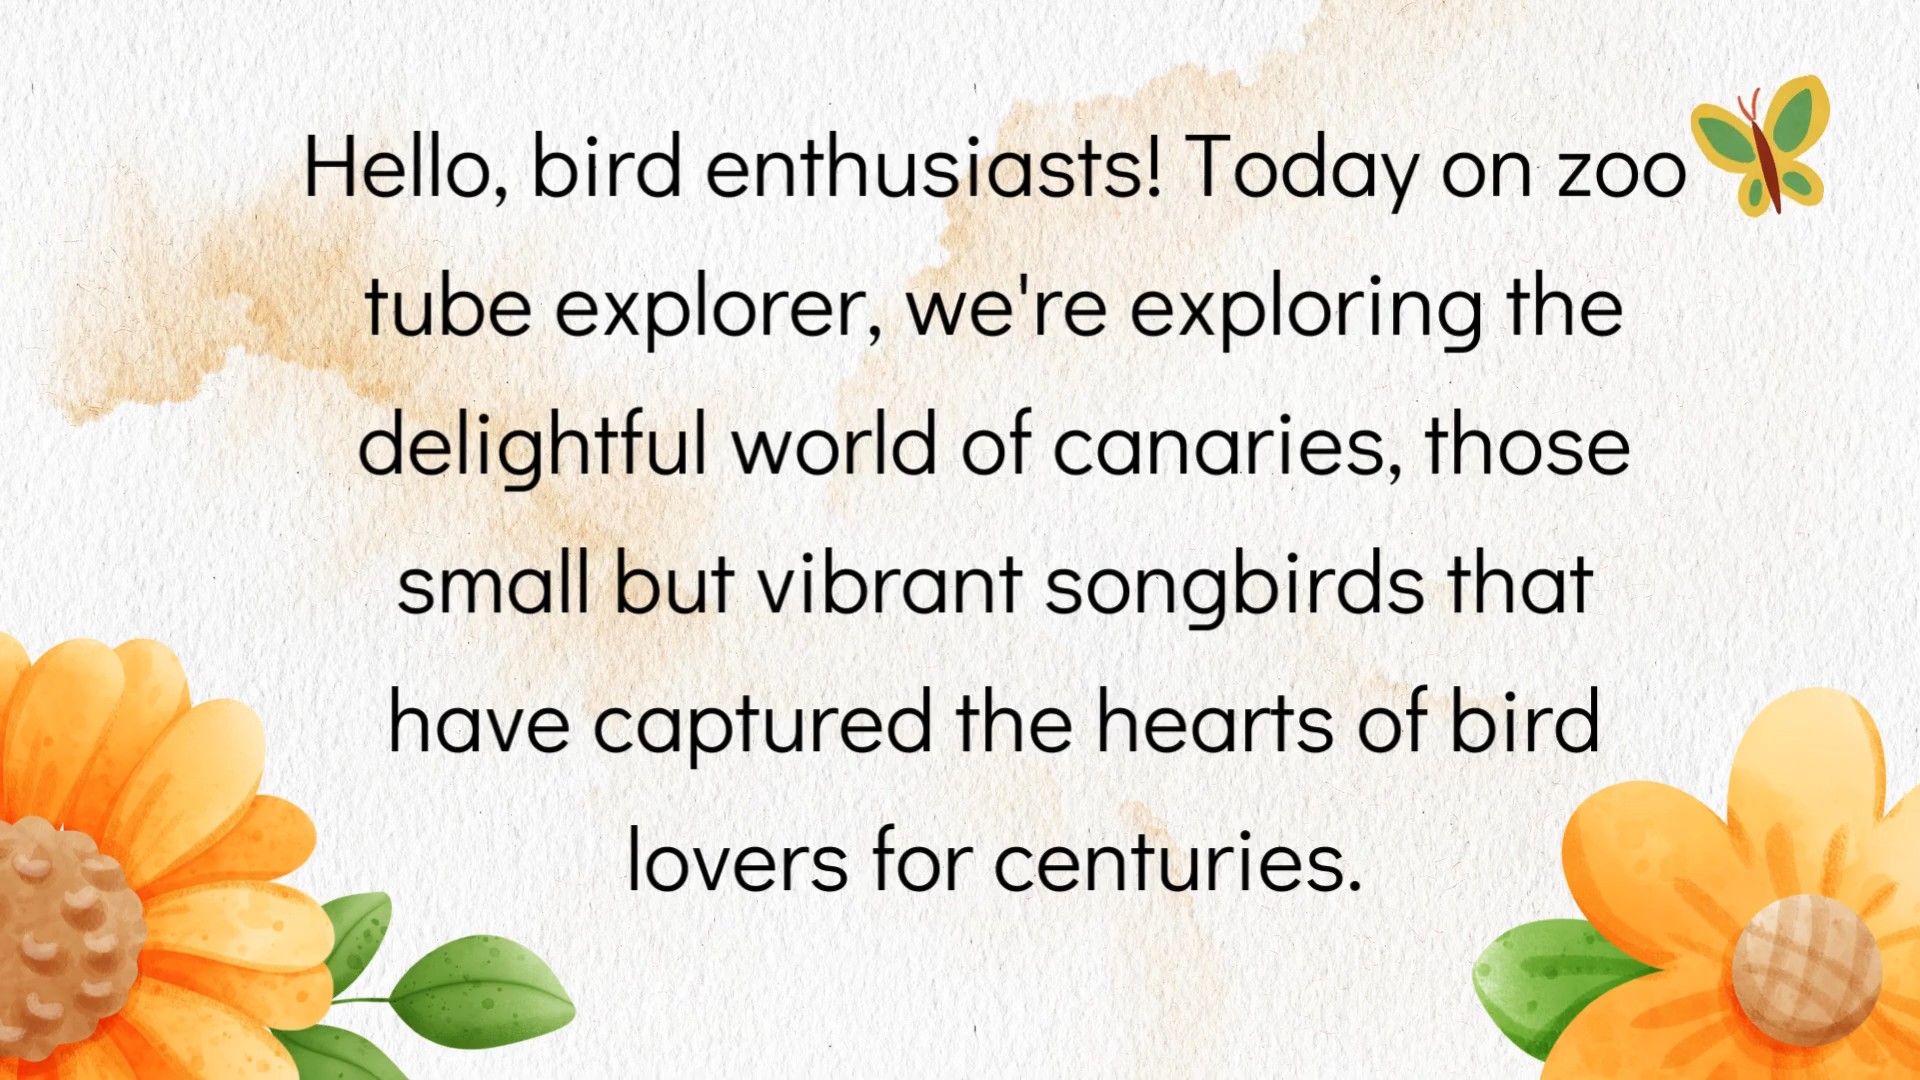 Hello, bird enthusiasts! Today on zoo
tube explorer, we're exploring the
delightful world of canaries, those
small but vibrant songbirds that
have captured the hearts of bird
lovers for centuries.